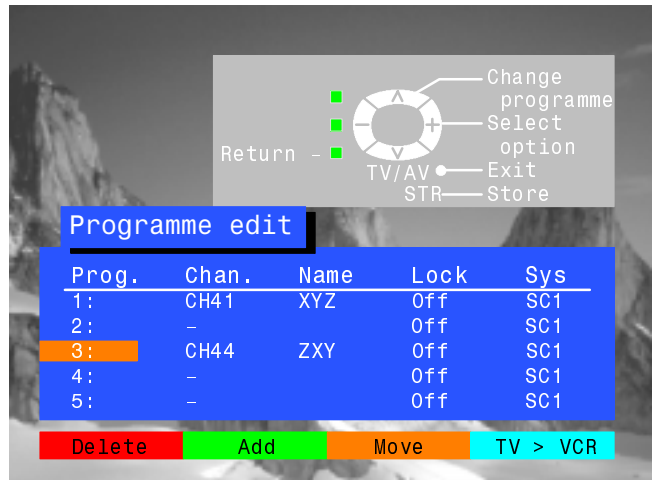 Change
programme
Select
option
Return –
TV/AV Exit
STR Store
Programme edit
Prog. Chan. Name Lock Sys
1: CH41 XYZ Off SC1
2: – Off SC1
3: CH44 ZXY Off SC1
4: – Off SC1
5: – Off SC1
Delete Add Move TV > VCR